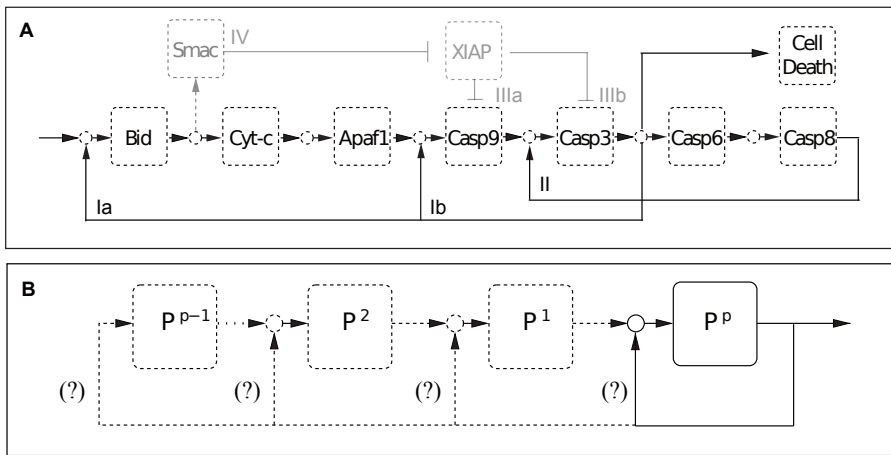 A
Smac
IV
XIAP
Cell
Death
IIIa
IIIb
Bid
Cyt-c
Apaf1
Casp9
Casp3
Casp6
Casp8
Ia
Ib
II
B
P^{p-1}
P^2
P^1
P^p
(?)
(?)
(?)
(?)